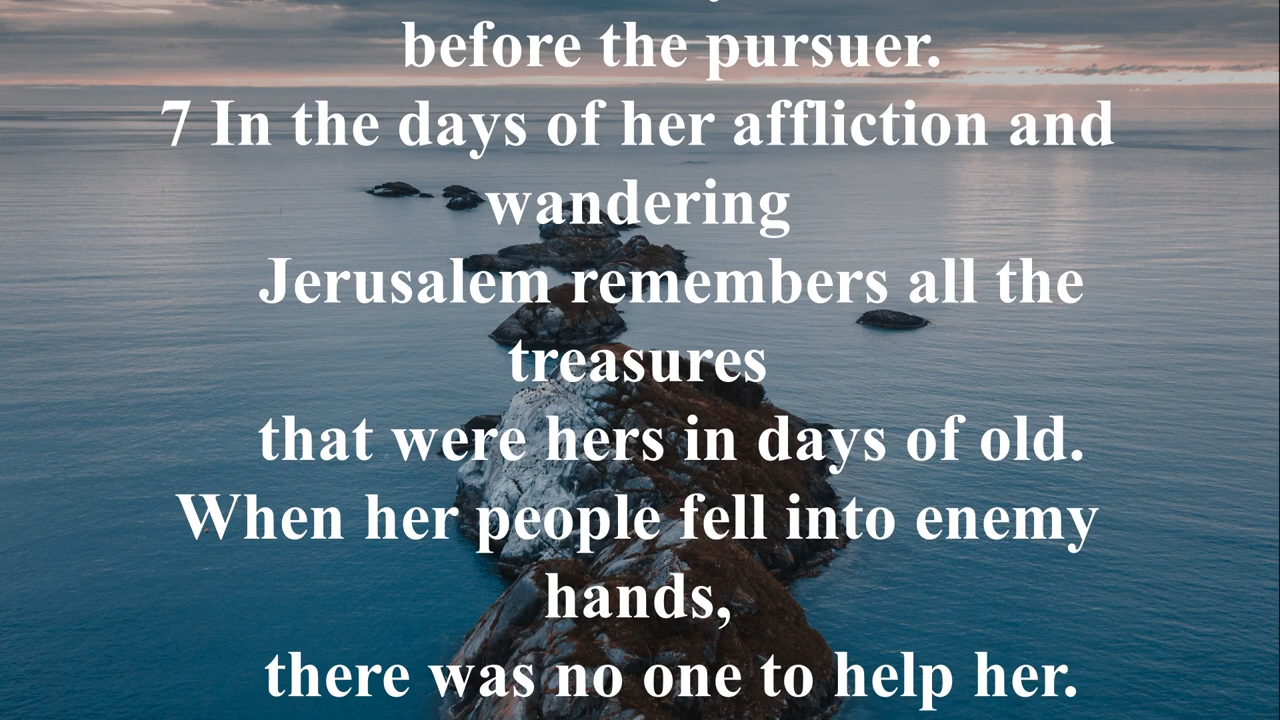 before the pursuer.
7 In the days of her affliction and
wandering
Jerusalem remembers all the
treasures
that were hers in days of old.
When her people fell into enemy
hands,
there was no one to help her.